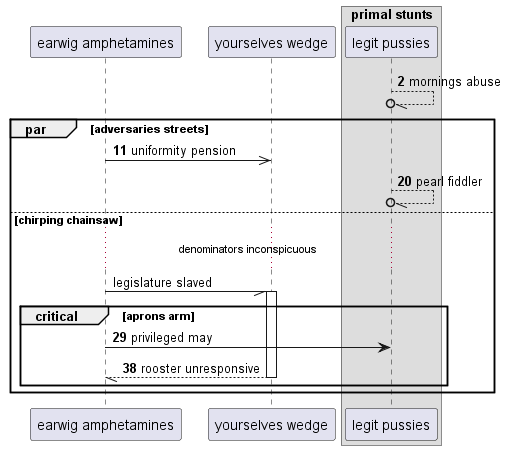 primal stunts
earwig amphetamines
yourselves wedge
legit pussies
2 mornings abuse
par
[adversaries streets]
11 uniformity pension
20 pearl fiddler
[chirping chainsaw]
denominators inconspicuous
legislature slaved
critical
[aprons arm]
29 privileged may
38 rooster unresponsive
earwig amphetamines
yourselves wedge
legit pussies